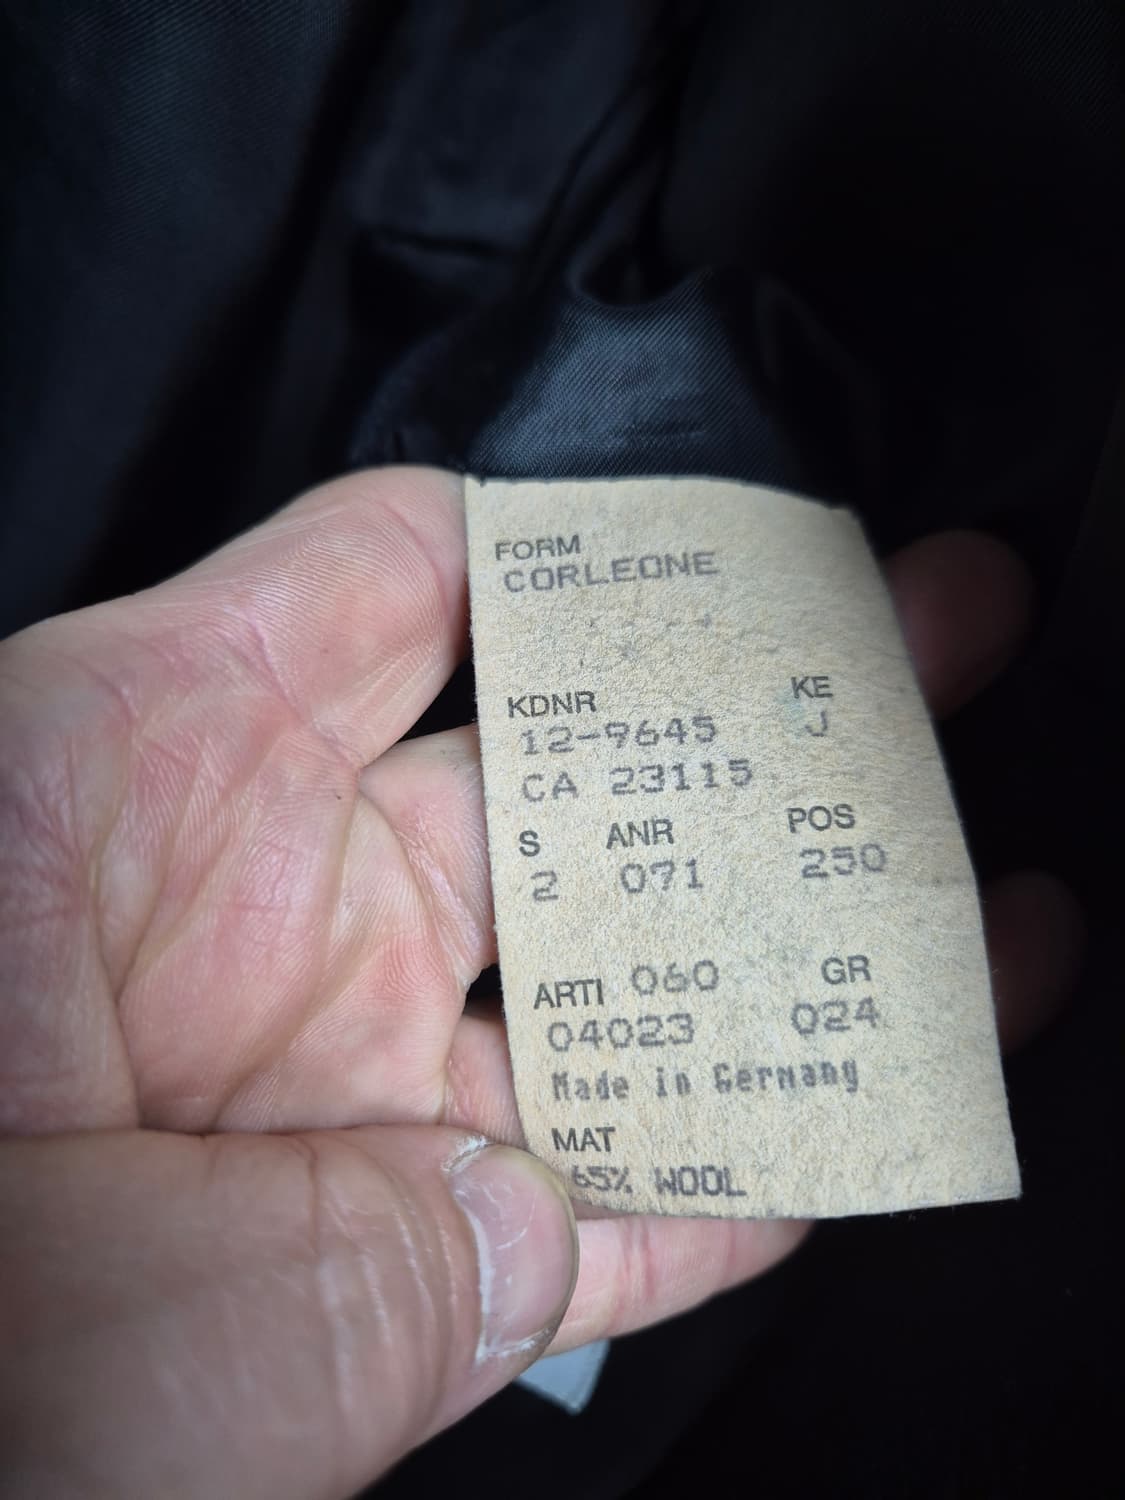 FORM
CORLEONE
KDNR KE
12-9645 J
CA 23115
S ANR POS
2 071 250
ARTI 060 GR
04023 024
Made in Germany
MAT
65% WOOL